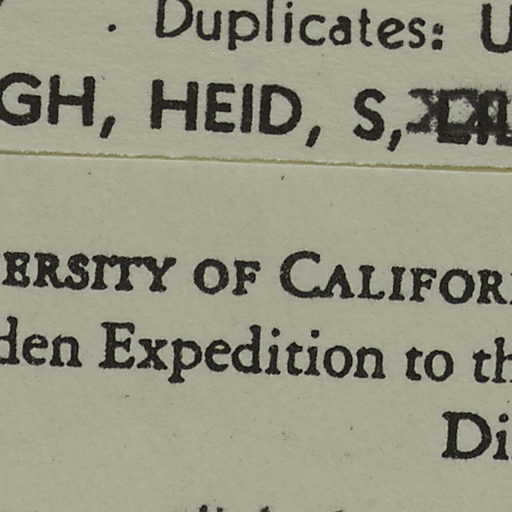 Duplicates: U
GH, HEID, S,
ERSITY OF CALIFOR
den Expedition to th
Di